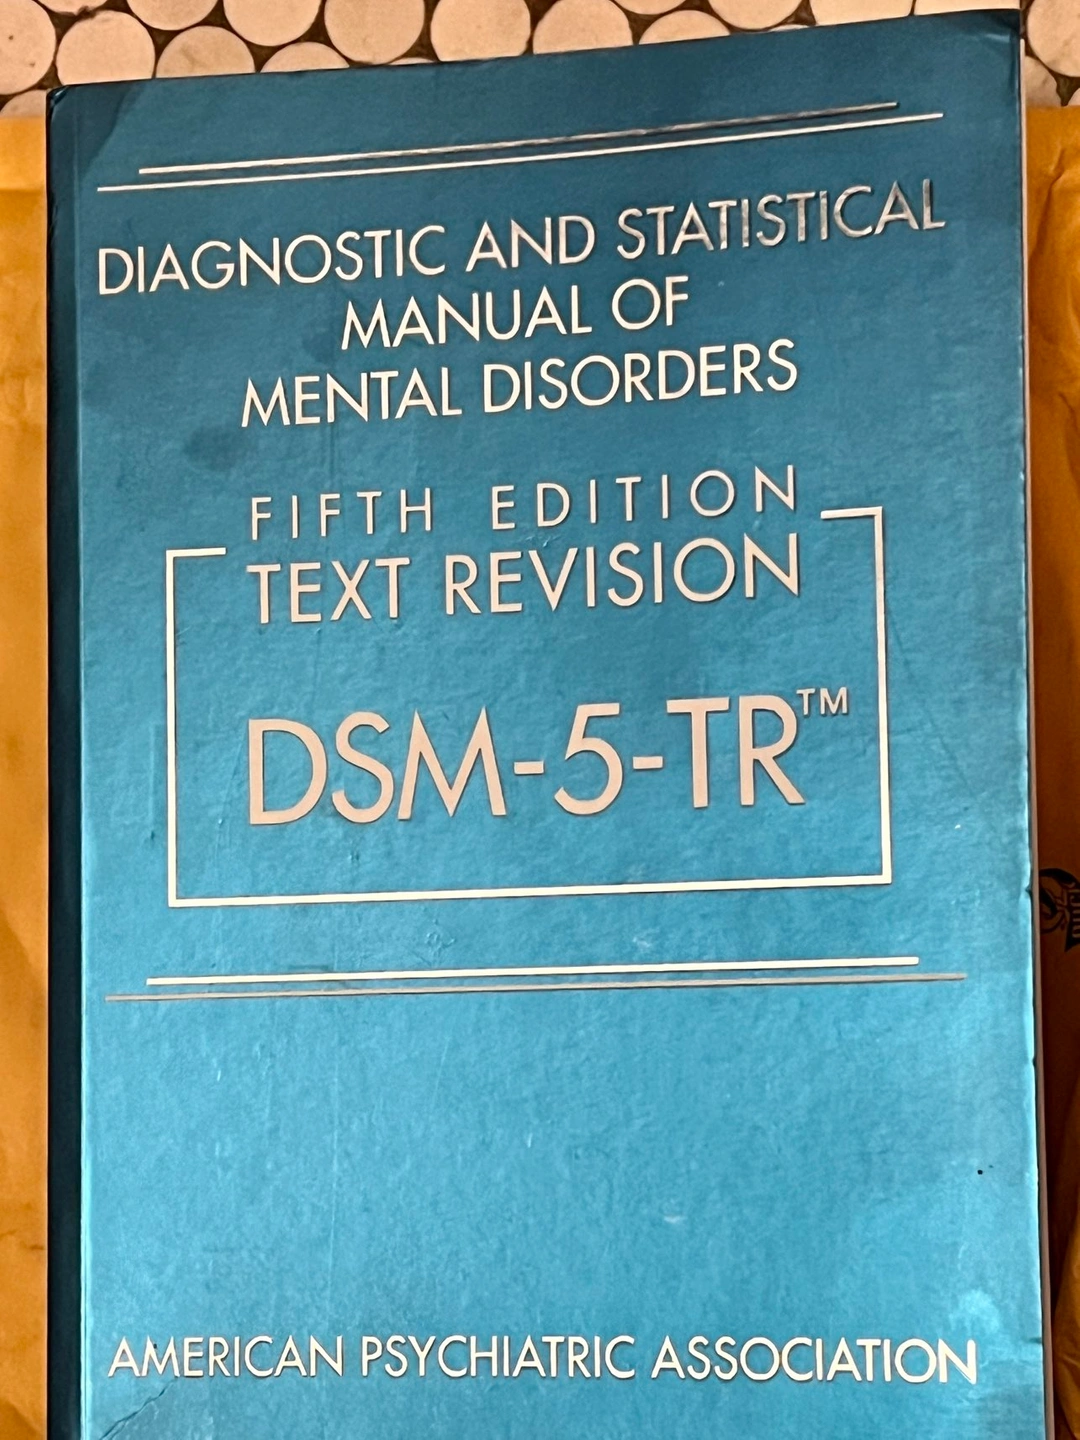 DIAGNOSTIC AND STATISTICAL
MANUAL OF
MENTAL DISORDERS
FIFTH EDITION
TEXT REVISION
DSM-5-TR™
AMERICAN PSYCHIATRIC ASSOCIATION